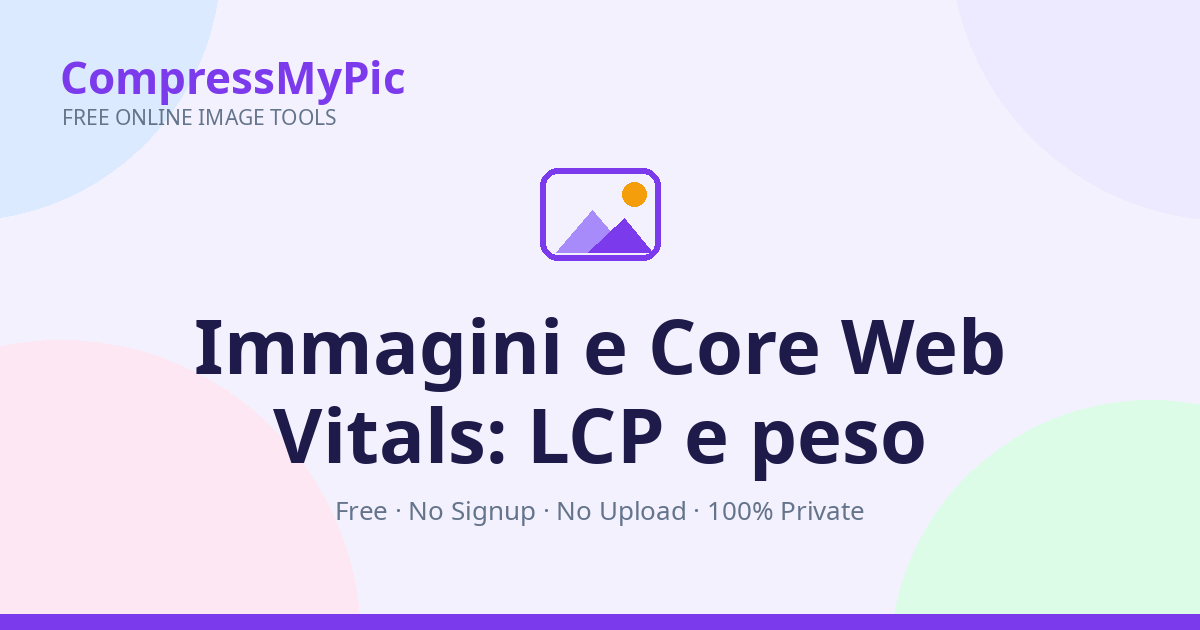 CompressMyPic
FREE ONLINE IMAGE TOOLS
Immagini e Core Web
Vitals: LCP e peso
Free · No Signup · No Upload · 100% Private